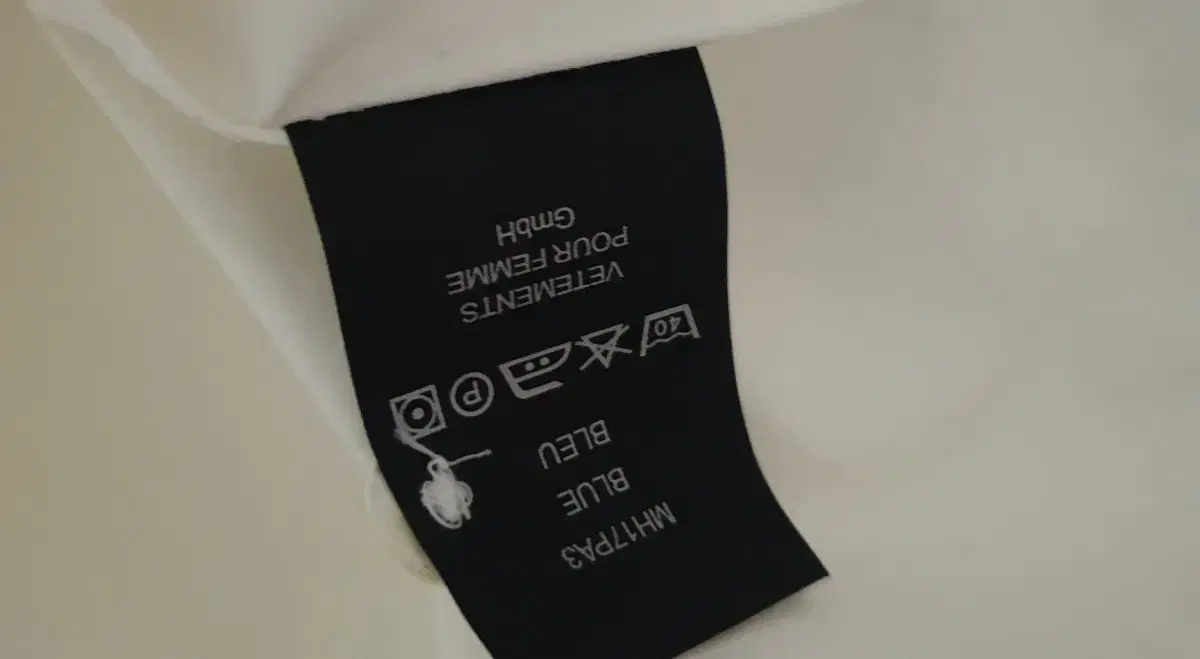 MH17PA3
BLUE
BLEU
40 P
VETEMENTS
POUR FEMME
GmbH